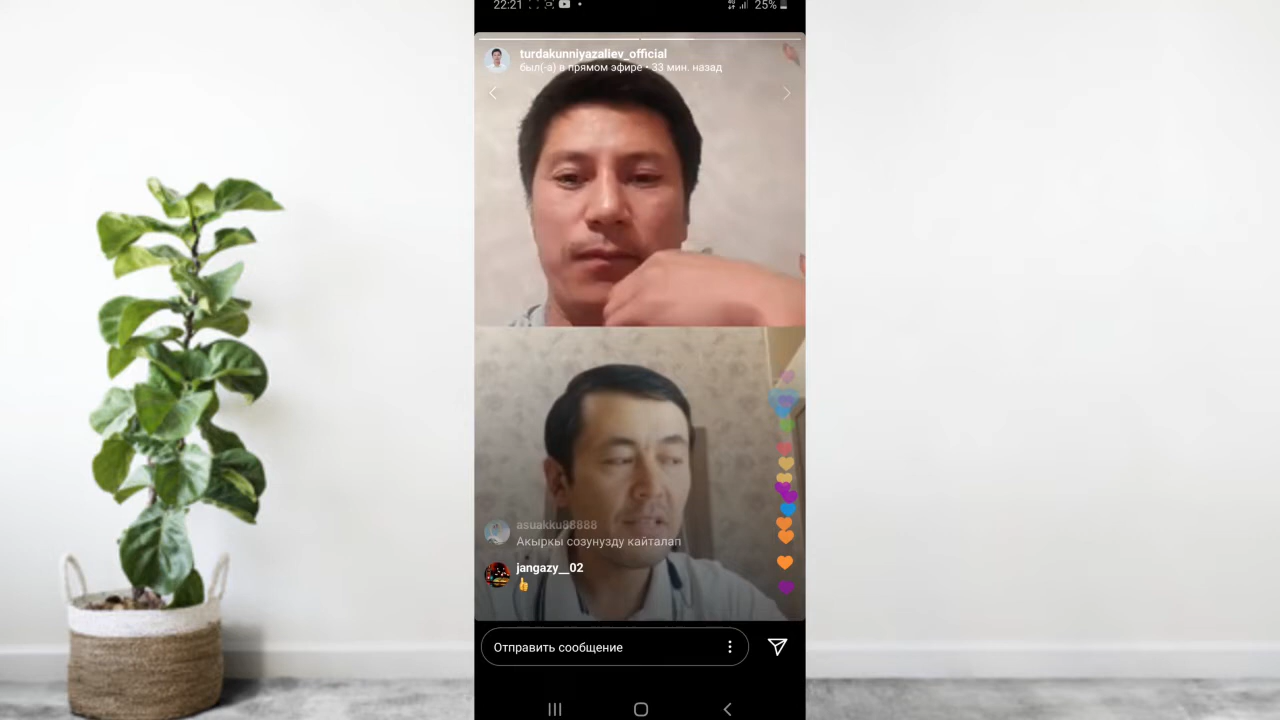 22:21
25%
turdakunniyazaliev_official
был(-а) в прямом эфире • 33 мин. назад
asuakku88888
Акыркы созунузду кайталап
jangazy__02
Отправить сообщение